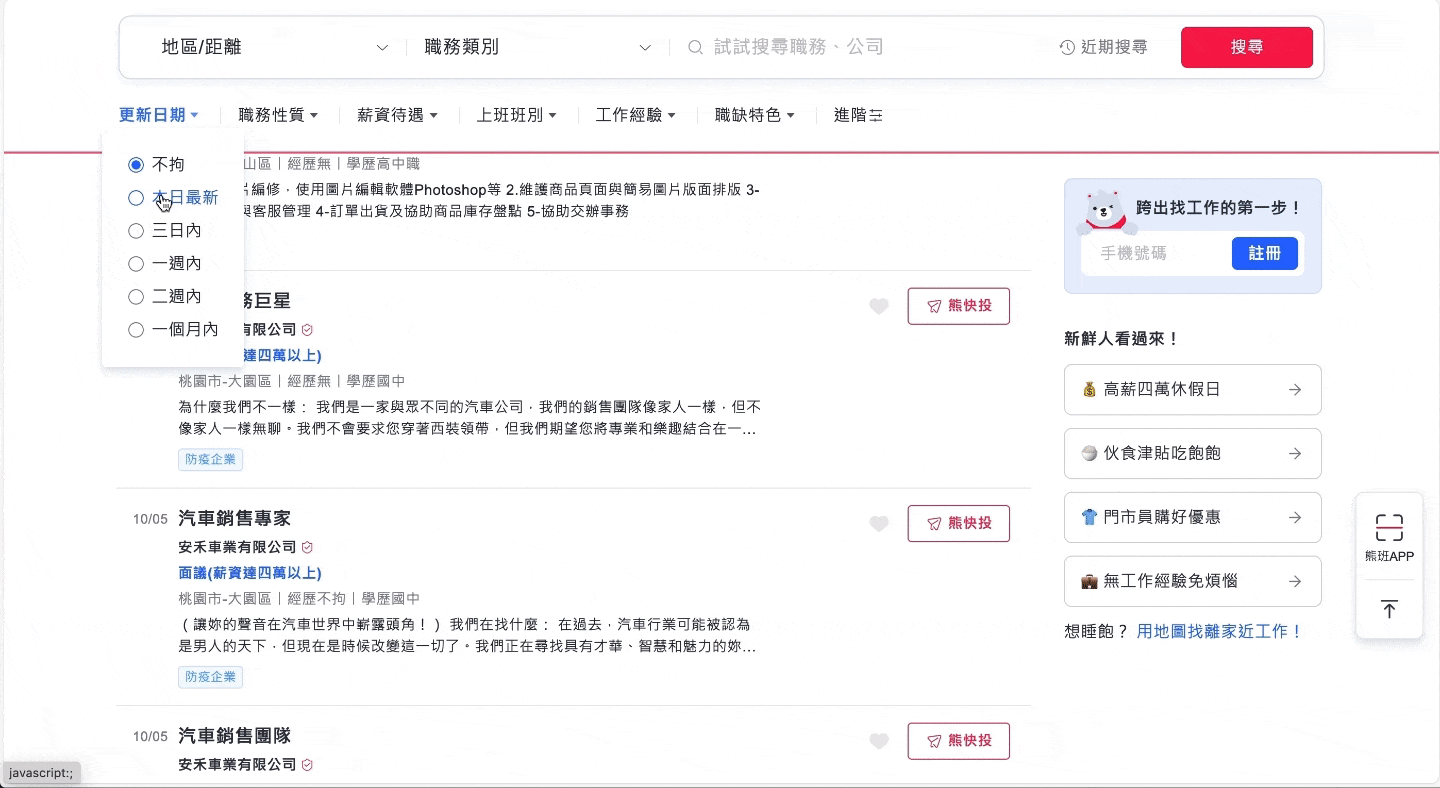 地區/距離
職務類別
試試搜尋職務、公司
近期搜尋
搜尋
更新日期
職務性質
薪資待遇
上班班別
工作經驗
職缺特色
進階
不拘
本日最新
三日內
一週內
二週內
一個月內
山區｜經歷無｜學歷高中職
編修，使用圖片編輯軟體Photoshop等 2.維護商品頁面與簡易圖片版面排版 3-
與客服管理 4-訂單出貨及協助商品庫存盤點 5-協助交辦事務
巨星
有限公司
達四萬以上)
桃園市-大園區｜經歷無｜學歷國中
為什麼我們不一樣： 我們是一家與眾不同的汽車公司，我們的銷售團隊像家人一樣，但不
像家人一樣無聊。我們不會要求您穿著西裝領帶，但我們期望您將專業和樂趣結合在一...
防疫企業
熊快投
10/05
汽車銷售專家
安禾車業有限公司
面議(薪資達四萬以上)
桃園市-大園區｜經歷不拘｜學歷國中
（讓妳的聲音在汽車世界中嶄露頭角！） 我們在找什麼： 在過去，汽車行業可能被認為
是男人的天下，但現在是時候改變這一切了。我們正在尋找具有才華、智慧和魅力的妳...
防疫企業
熊快投
10/05
汽車銷售團隊
安禾車業有限公司
熊快投
跨出找工作的第一步！
手機號碼
註冊
新鮮人看過來！
高薪四萬休假日
伙食津貼吃飽飽
門市員購好優惠
無工作經驗免煩惱
想睡飽？ 用地圖找離家近工作！
熊班APP
javascript:;